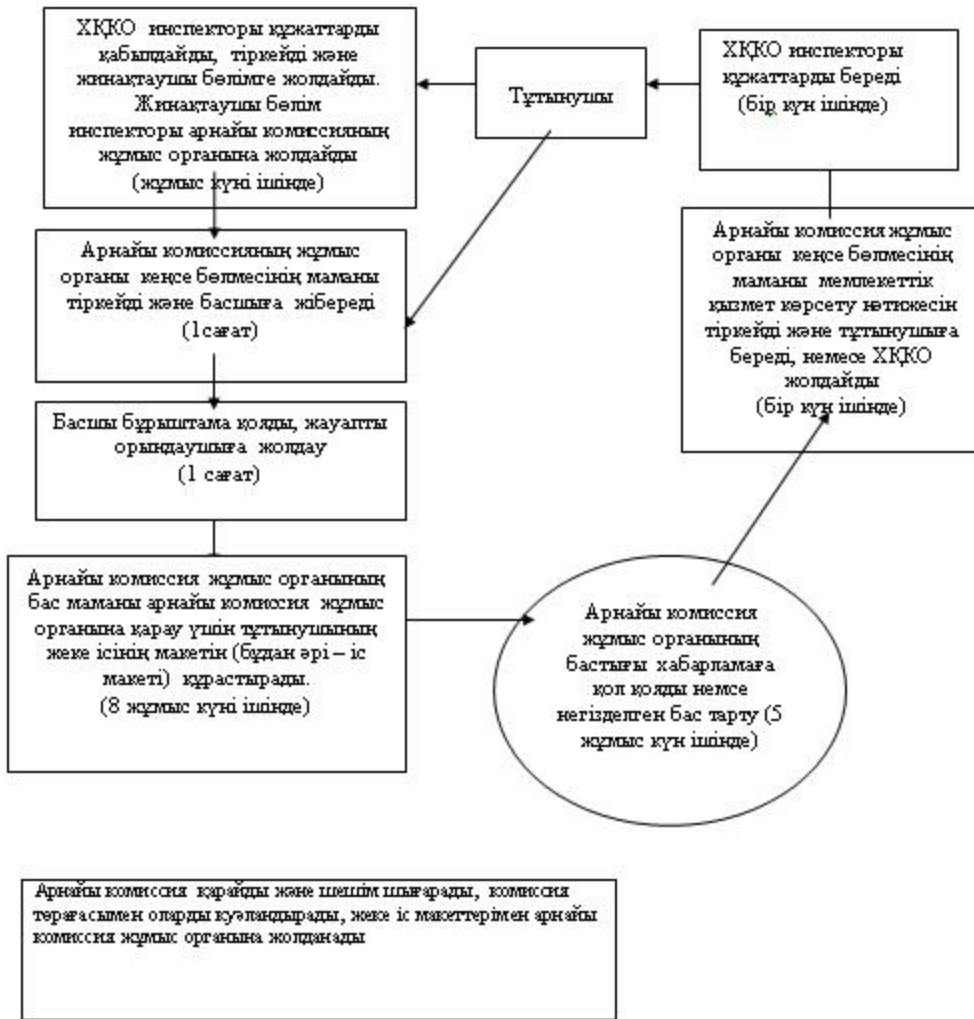 ХҚКО инспекторы құжаттарды
қабылдайды, тіркейді және
жинақтаушы бөлімге жолдайды.
Жинақтаушы бөлім
инспекторы арнайы комиссияның
жұмыс органына жолдайды
(жұмыс күні ішінде)
Тұтынушы
ХҚКО инспекторы
құжаттарды береді
(бір күн ішінде)
Арнайы комиссияның жұмыс
органы кеңсе бөлмесінің маманы
тіркейді және басшыға жібереді
(1сағат)
Арнайы комиссия жұмыс
органы кеңсе бөлмесінің
маманы мемлекеттік
қызмет көрсету нәтижесін
тіркейді және тұтынушыға
береді, немесе ХҚКО
жолдайды
(бір күн ішінде)
Басшы бұрыштама қояды, жауапты
орындаушыға жолдау
(1 сағат)
Арнайы комиссия жұмыс органының
бас маманы арнайы комиссия жұмыс
органына қарау үшін тұтынушының
жеке ісінің макетін (бұдан әрі – іс
макеті) құрастырады.
(8 жұмыс күні ішінде)
Арнайы комиссия
жұмыс органының
бастығы хабарламаға
қол қояды немсе
негізделген бас тарту (5
жұмыс күн ішінде)
Арнайы комиссия қарайды және шешім шығарады, комиссия
төрағасымен оларды куәландырады, жеке іс макеттерімен арнайы
комиссия жұмыс органына жолданады